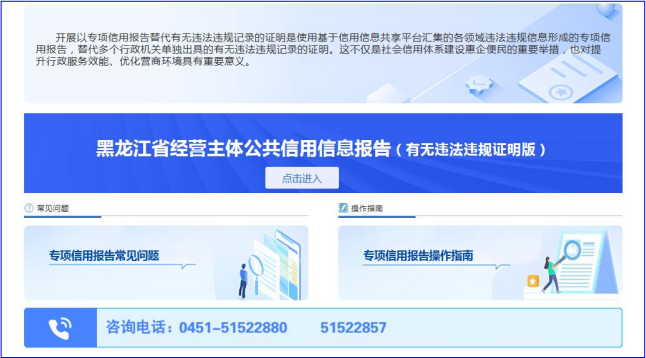 开展以专项信用报告替代有无违法违规记录的证明是使用基于信用信息共享平台汇集的各领域违法违规信息形成的专项信
用报告，替代多个行政机关单独出具的有无违法违规记录的证明。这不仅是社会信用体系建设惠企便民的重要举措，也对提
升行政服务效能、优化营商环境具有重要意义。
黑龙江省经营主体公共信用信息报告（有无违法违规证明版）
点击进入
常见问题
操作指南
专项信用报告常见问题
专项信用报告操作指南
咨询电话：0451-51522880 51522857